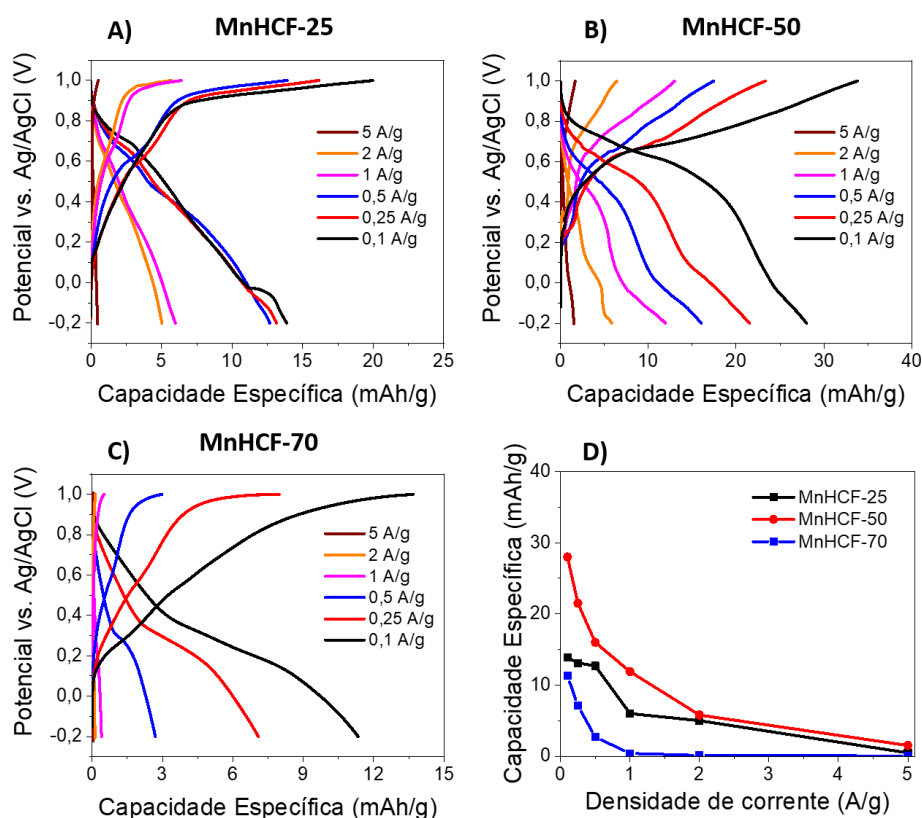 A) MnHCF-25
Potencial vs. Ag/AgCl (V)
1,0
0,8
0,6
0,4
0,2
0,0
-0,2
5 A/g
2 A/g
1 A/g
0,5 A/g
0,25 A/g
0,1 A/g
0 5 10 15 20 25
Capacidade Específica (mAh/g)
B) MnHCF-50
Potencial vs. Ag/AgCl (V)
1,0
0,8
0,6
0,4
0,2
0,0
-0,2
5 A/g
2 A/g
1 A/g
0,5 A/g
0,25 A/g
0,1 A/g
0 10 20 30 40
Capacidade Específica (mAh/g)
C) MnHCF-70
Potencial vs. Ag/AgCl (V)
1,0
0,8
0,6
0,4
0,2
0,0
-0,2
5 A/g
2 A/g
1 A/g
0,5 A/g
0,25 A/g
0,1 A/g
0 3 6 9 12 15
Capacidade Específica (mAh/g)
D)
Capacidade Específica (mAh/g)
40
30
20
10
0
MnHCF-25
MnHCF-50
MnHCF-70
0 1 2 3 4 5
Densidade de corrente (A/g)